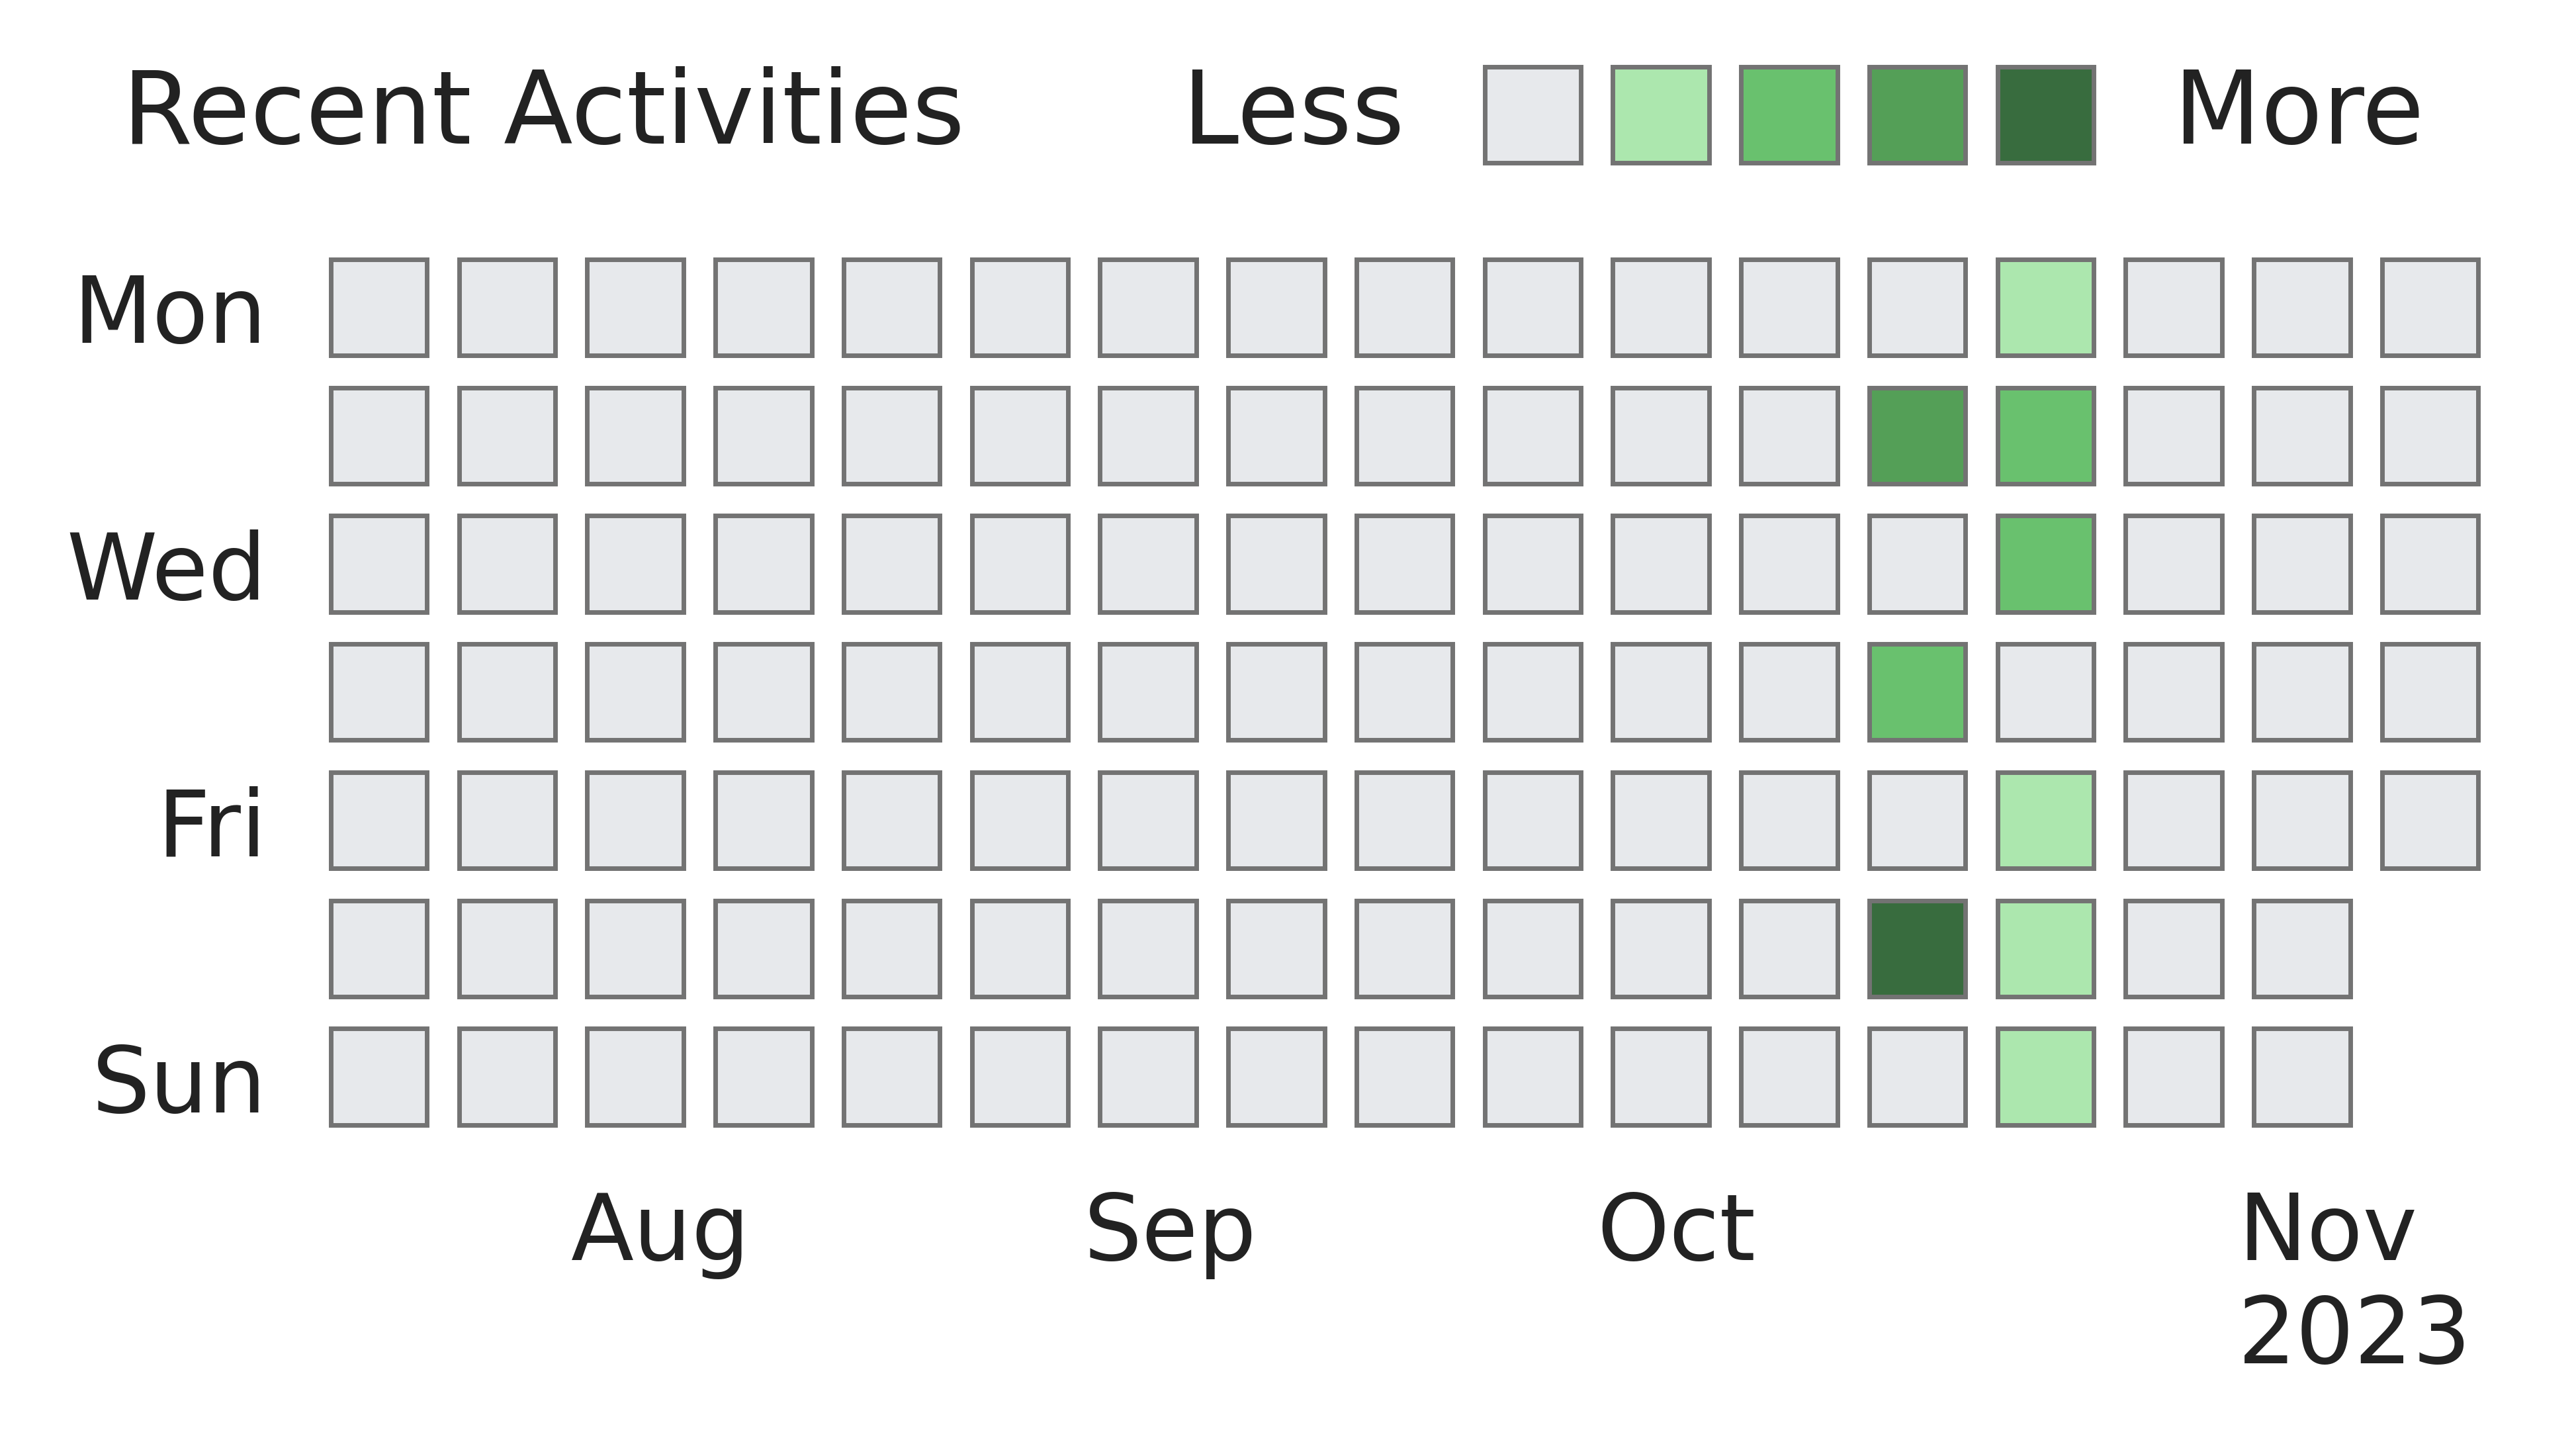 Recent Activities Less More
Mon
Wed
Fri
Sun
Aug Sep Oct Nov
2023